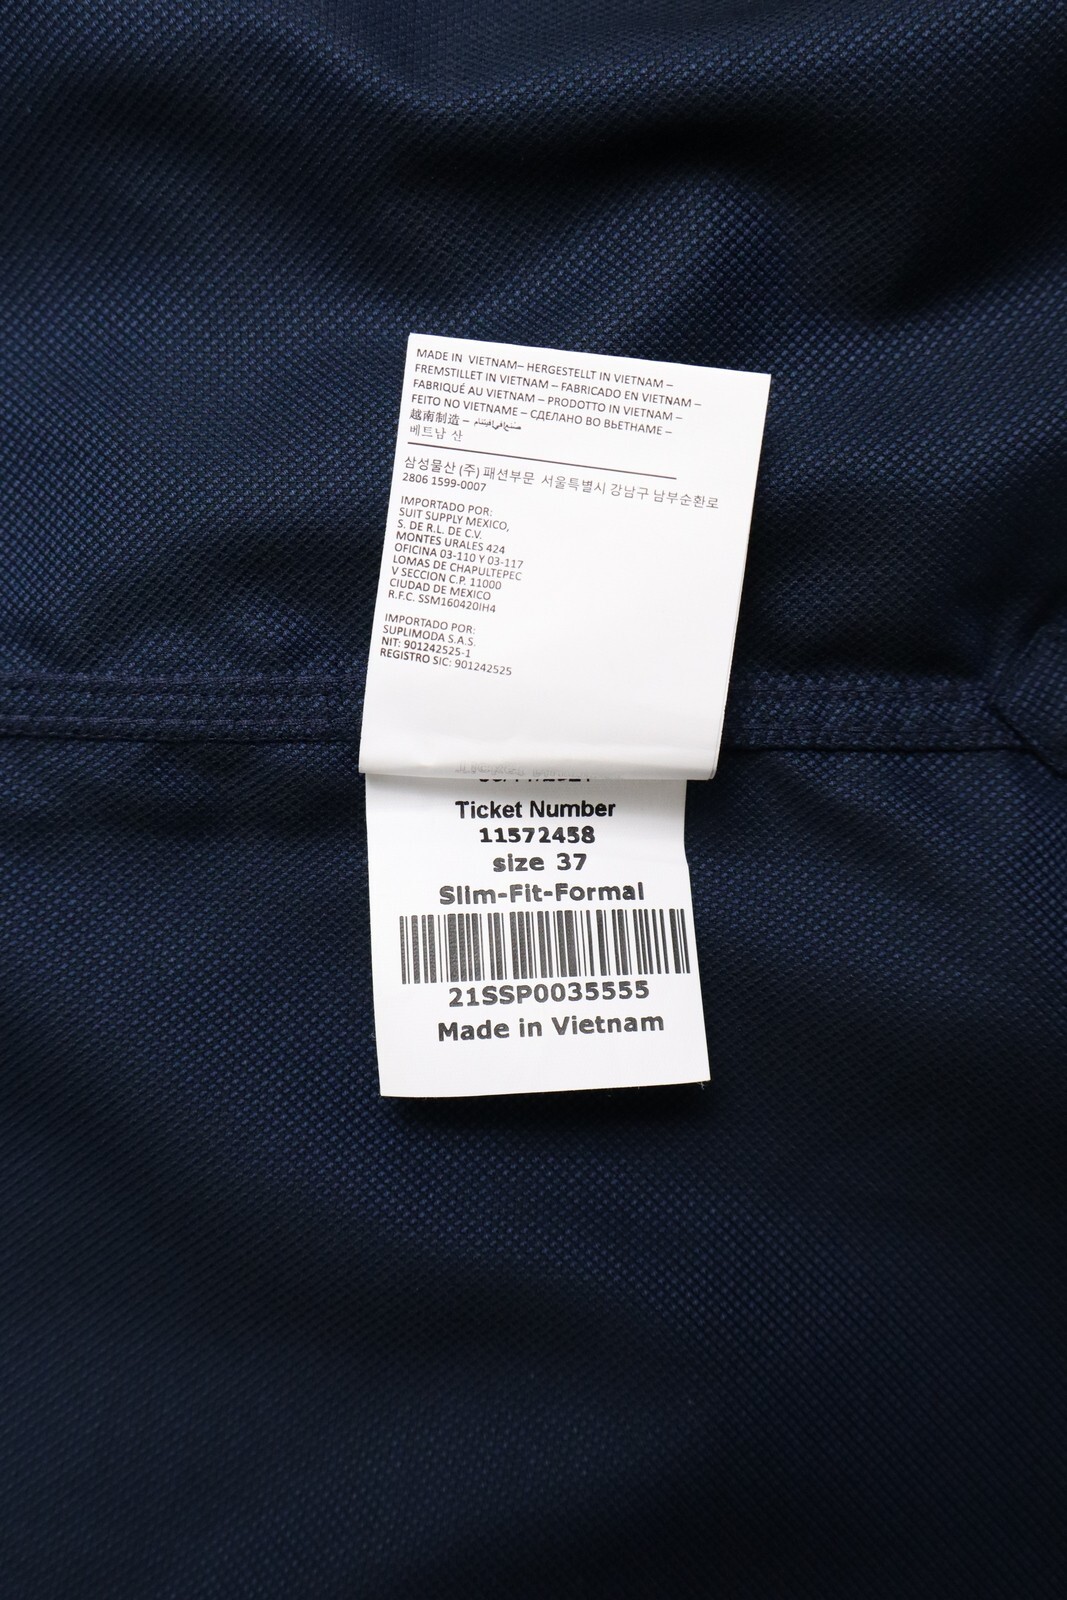 MADE IN VIETNAM– HERGESTELLT IN VIETNAM –
FREMSTILLET IN VIETNAM – FABRICADO EN VIETNAM –
FABRIQUÉ AU VIETNAM – PRODOTTO IN VIETNAM –
FEITO NO VIETNAME – СДЕЛАНО ВО ВЬЕТНАМЕ –
越南制造 – صنع في فيتنام
베트남 산
삼성물산 (주) 패션부문 서울특별시 강남구 남부순환로
2806 1599-0007
IMPORTADO POR:
SUIT SUPPLY MEXICO,
S. DE R.L. DE C.V.
MONTES URALES 424
OFICINA 03-110 Y 03-117
LOMAS DE CHAPULTEPEC
V SECCION C.P. 11000
CIUDAD DE MEXICO
R.F.C. SSM160420IH4
IMPORTADO POR:
SUPLIMODA S.A.S.
NIT: 901242525-1
REGISTRO SIC: 901242525
Ticket Number
11572458
size 37
Slim-Fit-Formal
21SSP0035555
Made in Vietnam